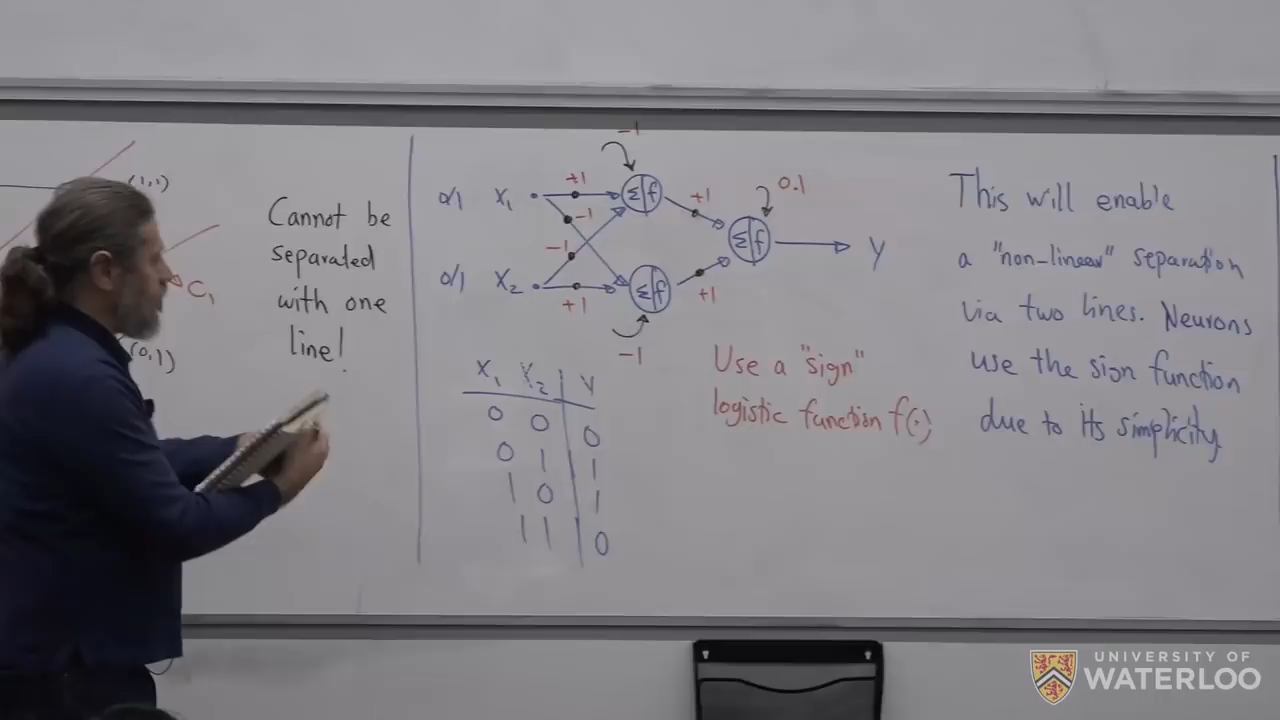 (1,1)
C1
(0,1)
Cannot be
separated
with one
line!
0/1 X1
0/1 X2
+1
-1
-1
+1
-1
Σ|f
Σ|f
-1
+1
+1
Σ|f
0.1
Y
X1 X2 Y
0 0 0
0 1 1
1 0 1
1 1 0
Use a "sign"
logistic function f(.)
This will enable
a "non-linear" separation
via two lines. Neurons
use the sign function
due to its simplicity.
UNIVERSITY OF
WATERLOO